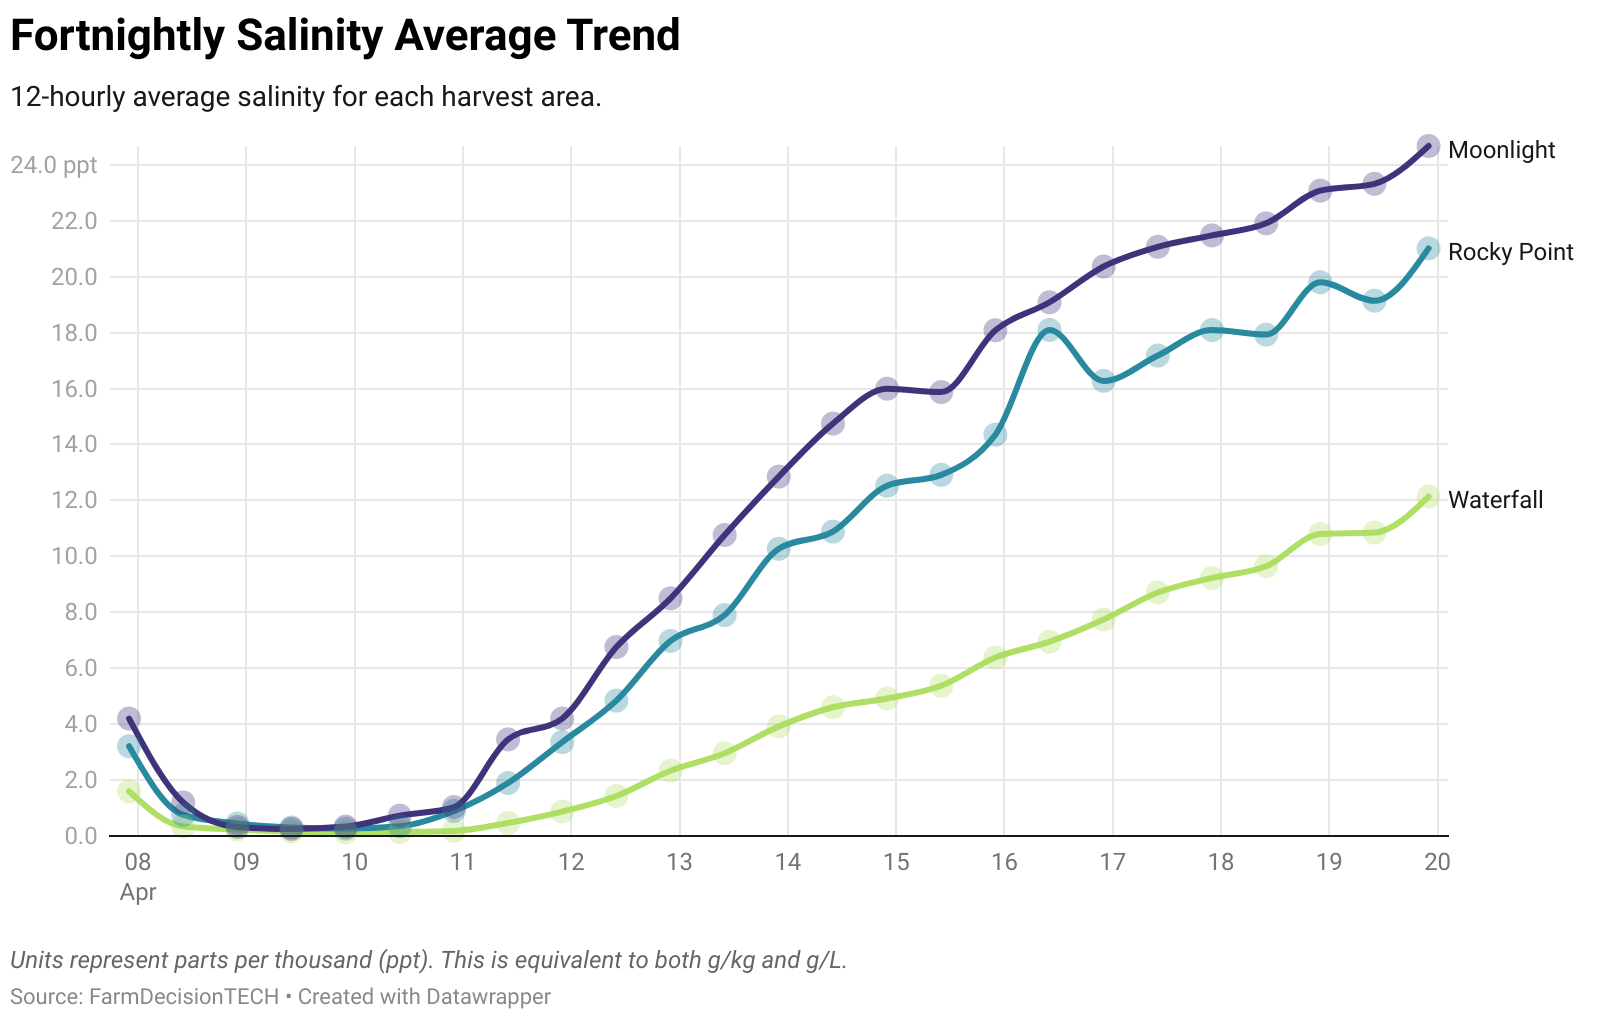 Fortnightly Salinity Average Trend
12-hourly average salinity for each harvest area.
24.0 ppt
22.0
20.0
18.0
16.0
14.0
12.0
10.0
8.0
6.0
4.0
2.0
0.0
Moonlight
Rocky Point
Waterfall
08 09 10 11 12 13 14 15 16 17 18 19 20
Apr
Units represent parts per thousand (ppt). This is equivalent to both g/kg and g/L.
Source: FarmDecisionTECH • Created with Datawrapper